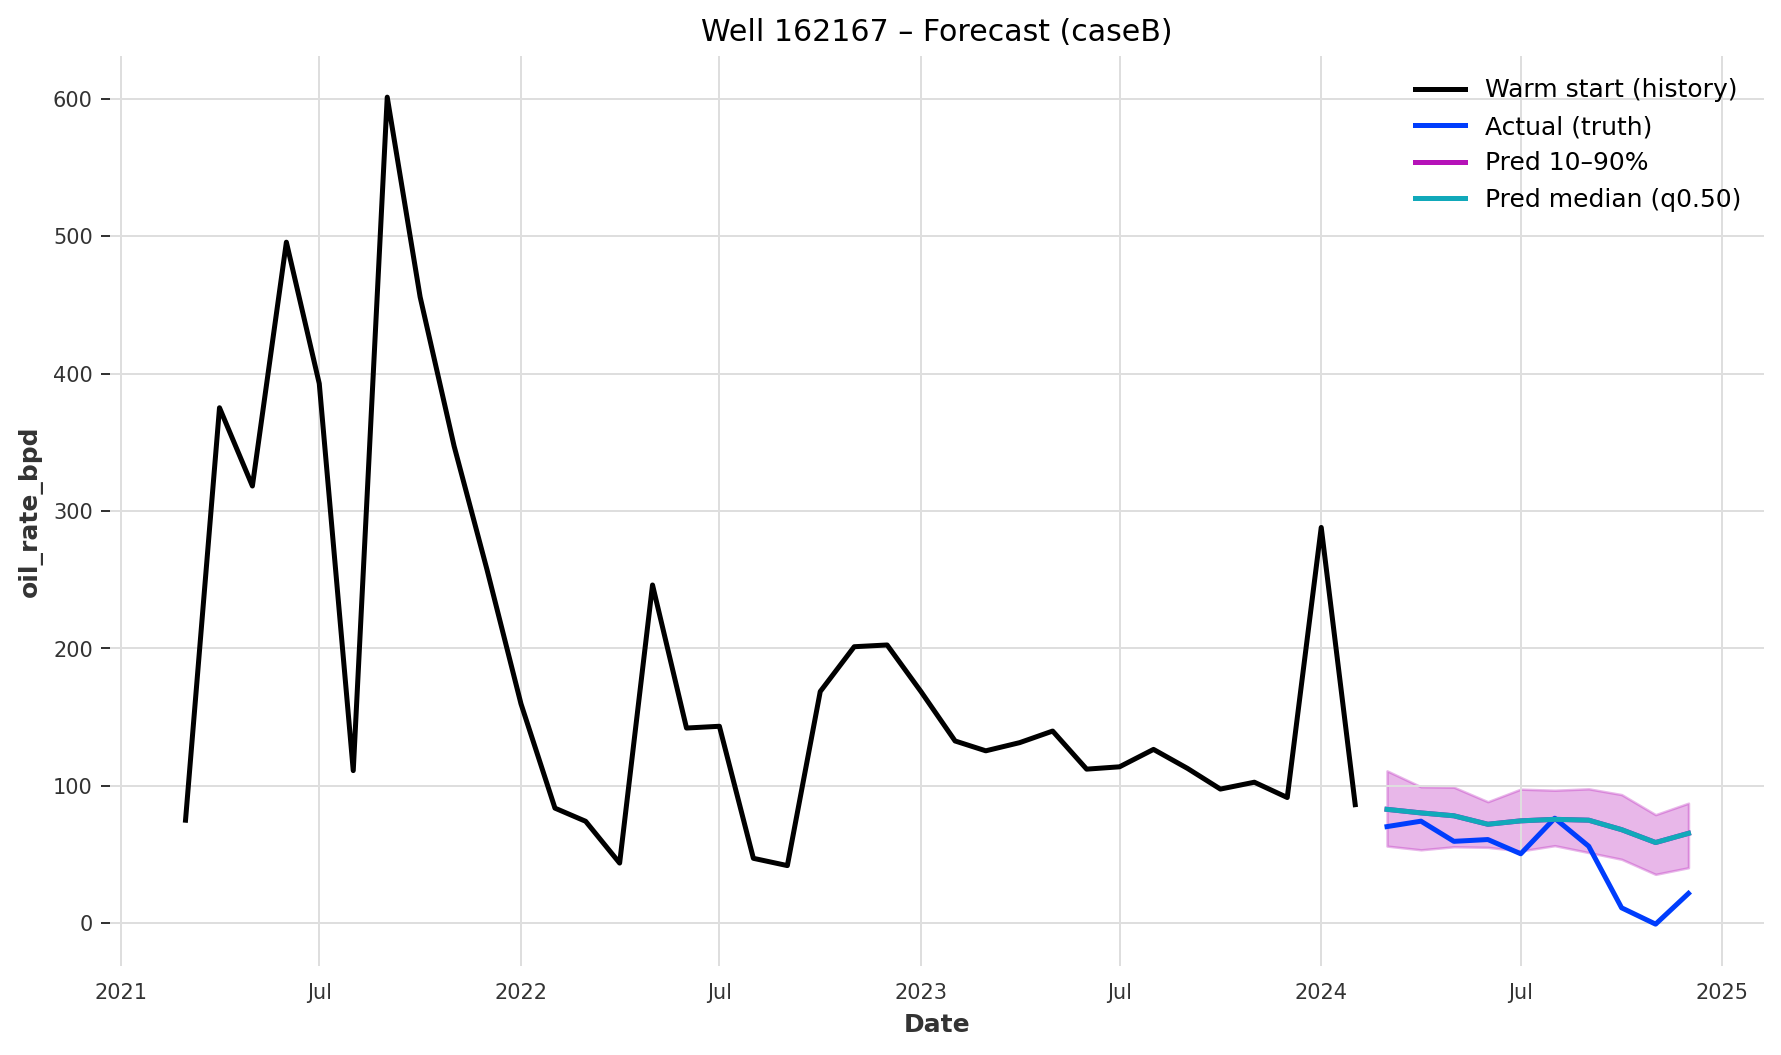 Well 162167 – Forecast (caseB)
Warm start (history)
Actual (truth)
Pred 10–90%
Pred median (q0.50)
oil_rate_bpd
600
500
400
300
200
100
0
2021 Jul 2022 Jul 2023 Jul 2024 Jul 2025
Date